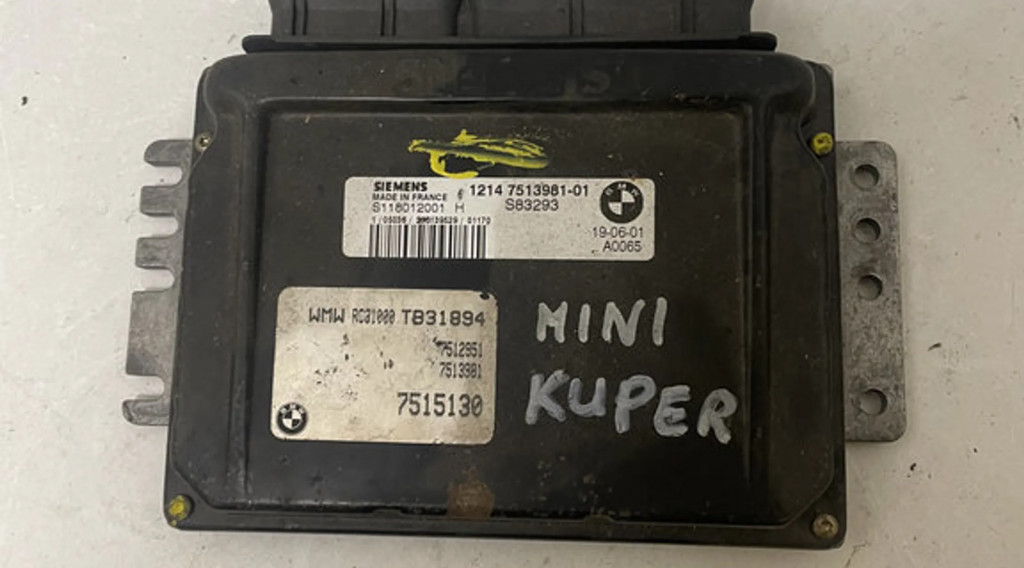 SIEMENS
MADE IN FRANCE
1214 7513981-01
S118012001 H
S83293
19-06-01
A0065
WMW RC31000 TB31894
7512951
7513981
7515130
MINI
KUPER